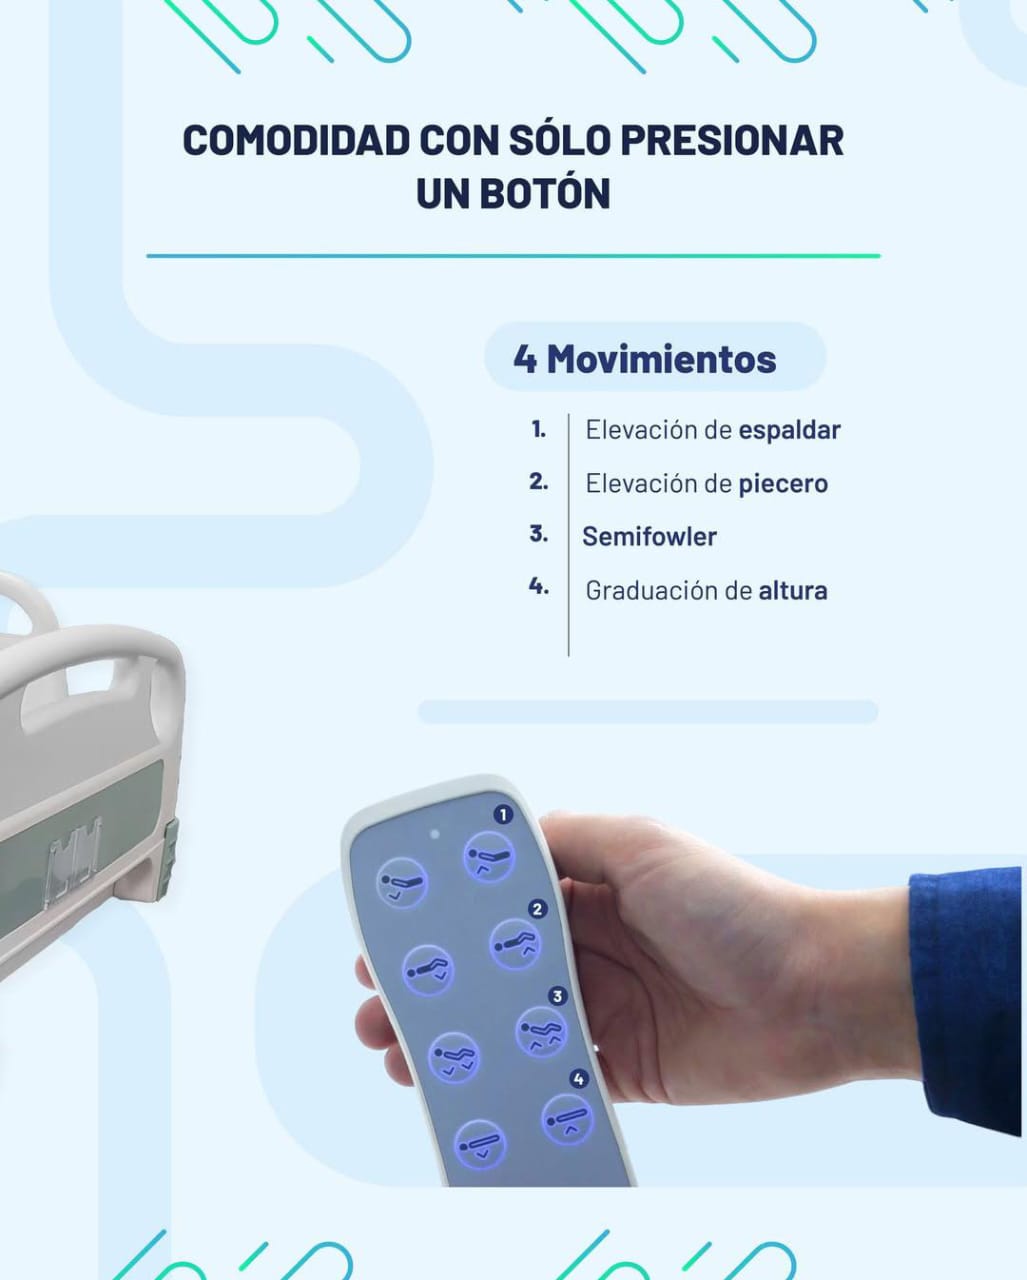 COMODIDAD CON SÓLO PRESIONAR
UN BOTÓN
4 Movimientos
1. Elevación de espaldar
2. Elevación de piecero
3. Semifowler
4. Graduación de altura
1
2
3
4